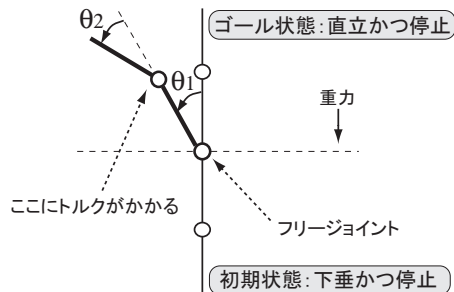 θ2
ゴール状態：直立かつ停止
θ1
重力
ここにトルクがかかる
フリージョイント
初期状態：下垂かつ停止